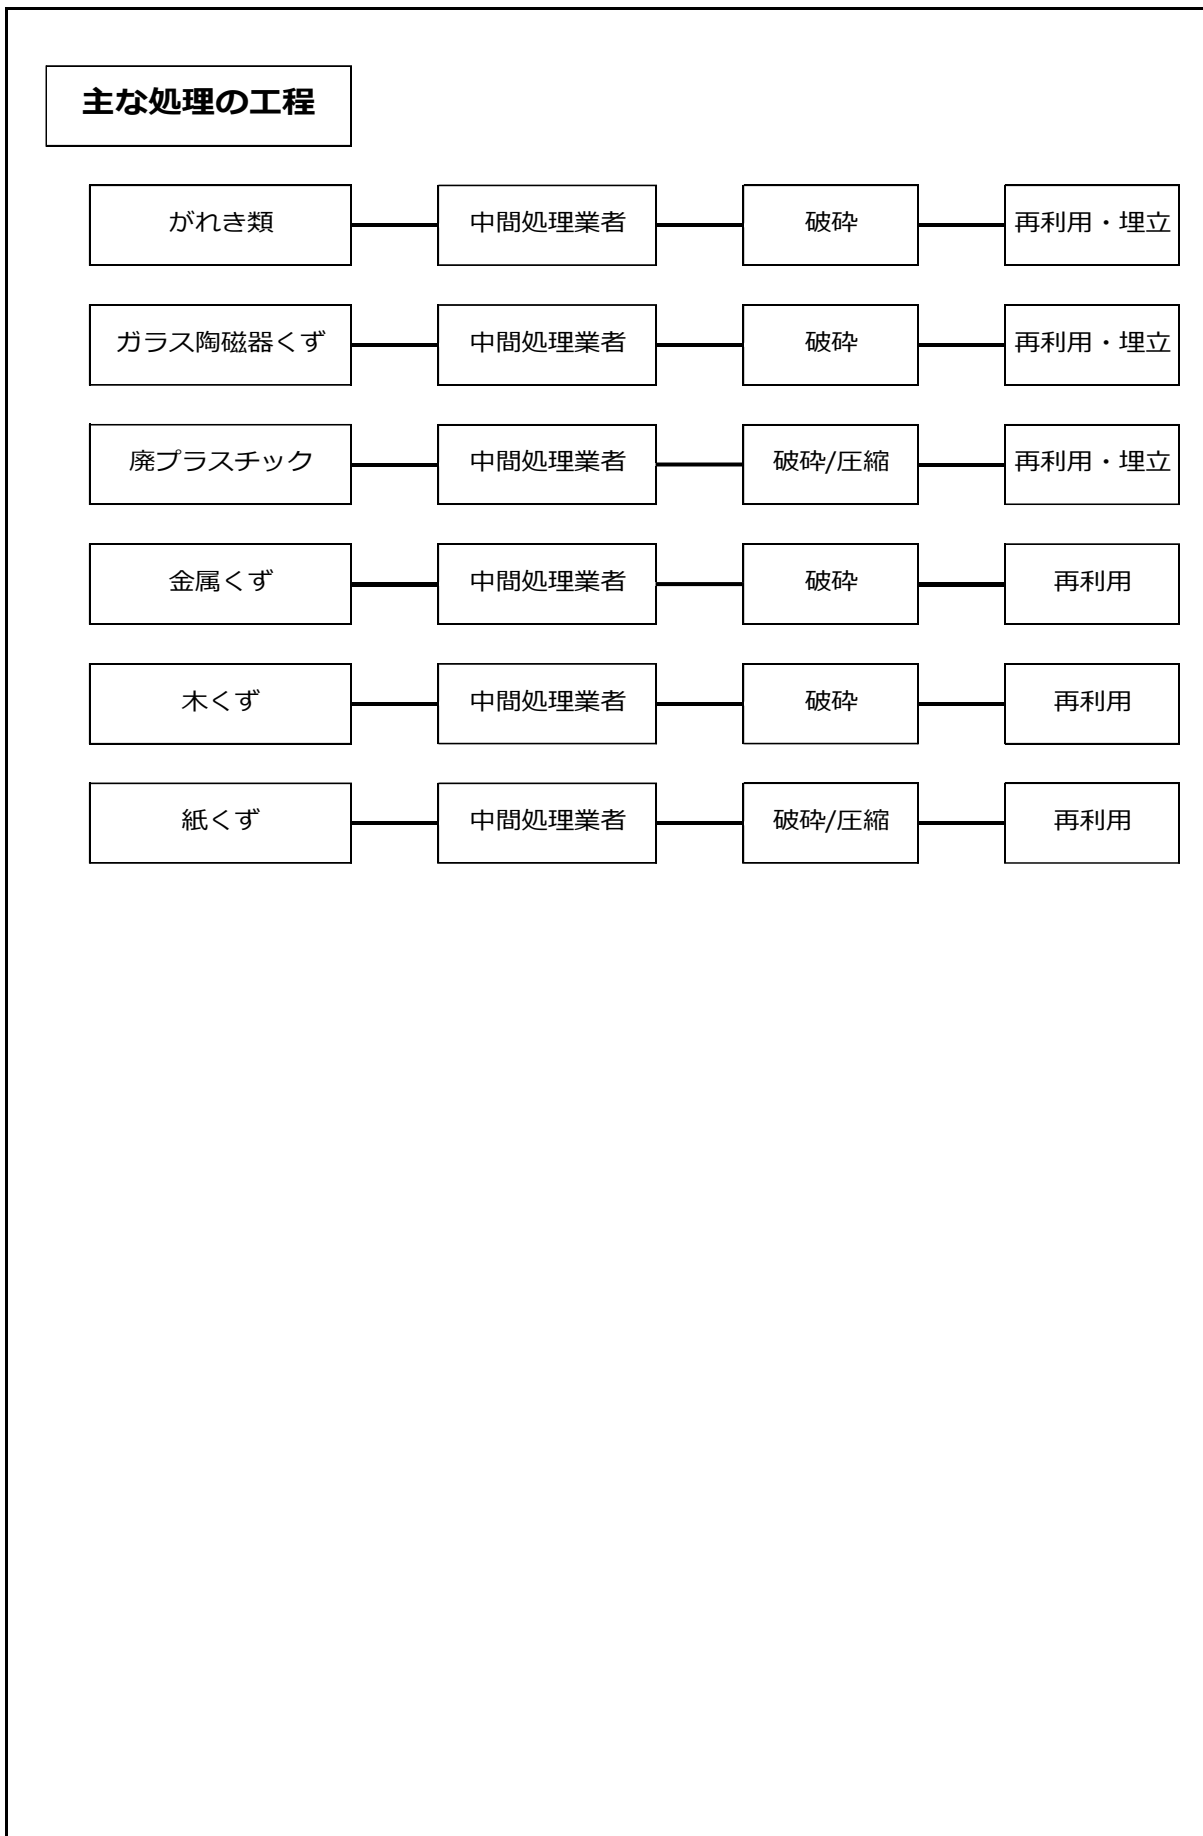 主な処理の工程
がれき類 中間処理業者 破砕 再利用・埋立
ガラス陶磁器くず 中間処理業者 破砕 再利用・埋立
廃プラスチック 中間処理業者 破砕/圧縮 再利用・埋立
金属くず 中間処理業者 破砕 再利用
木くず 中間処理業者 破砕 再利用
紙くず 中間処理業者 破砕/圧縮 再利用